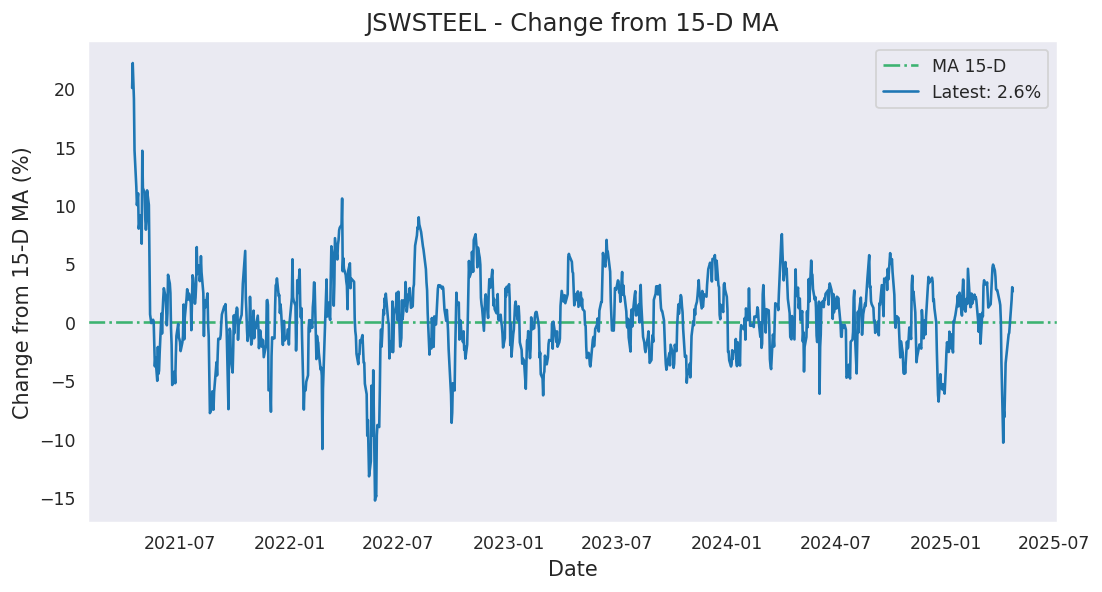 JSWSTEEL - Change from 15-D MA
MA 15-D
Latest: 2.6%
Change from 15-D MA (%)
20
15
10
5
0
−5
−10
−15
2021-07 2022-01 2022-07 2023-01 2023-07 2024-01 2024-07 2025-01 2025-07
Date